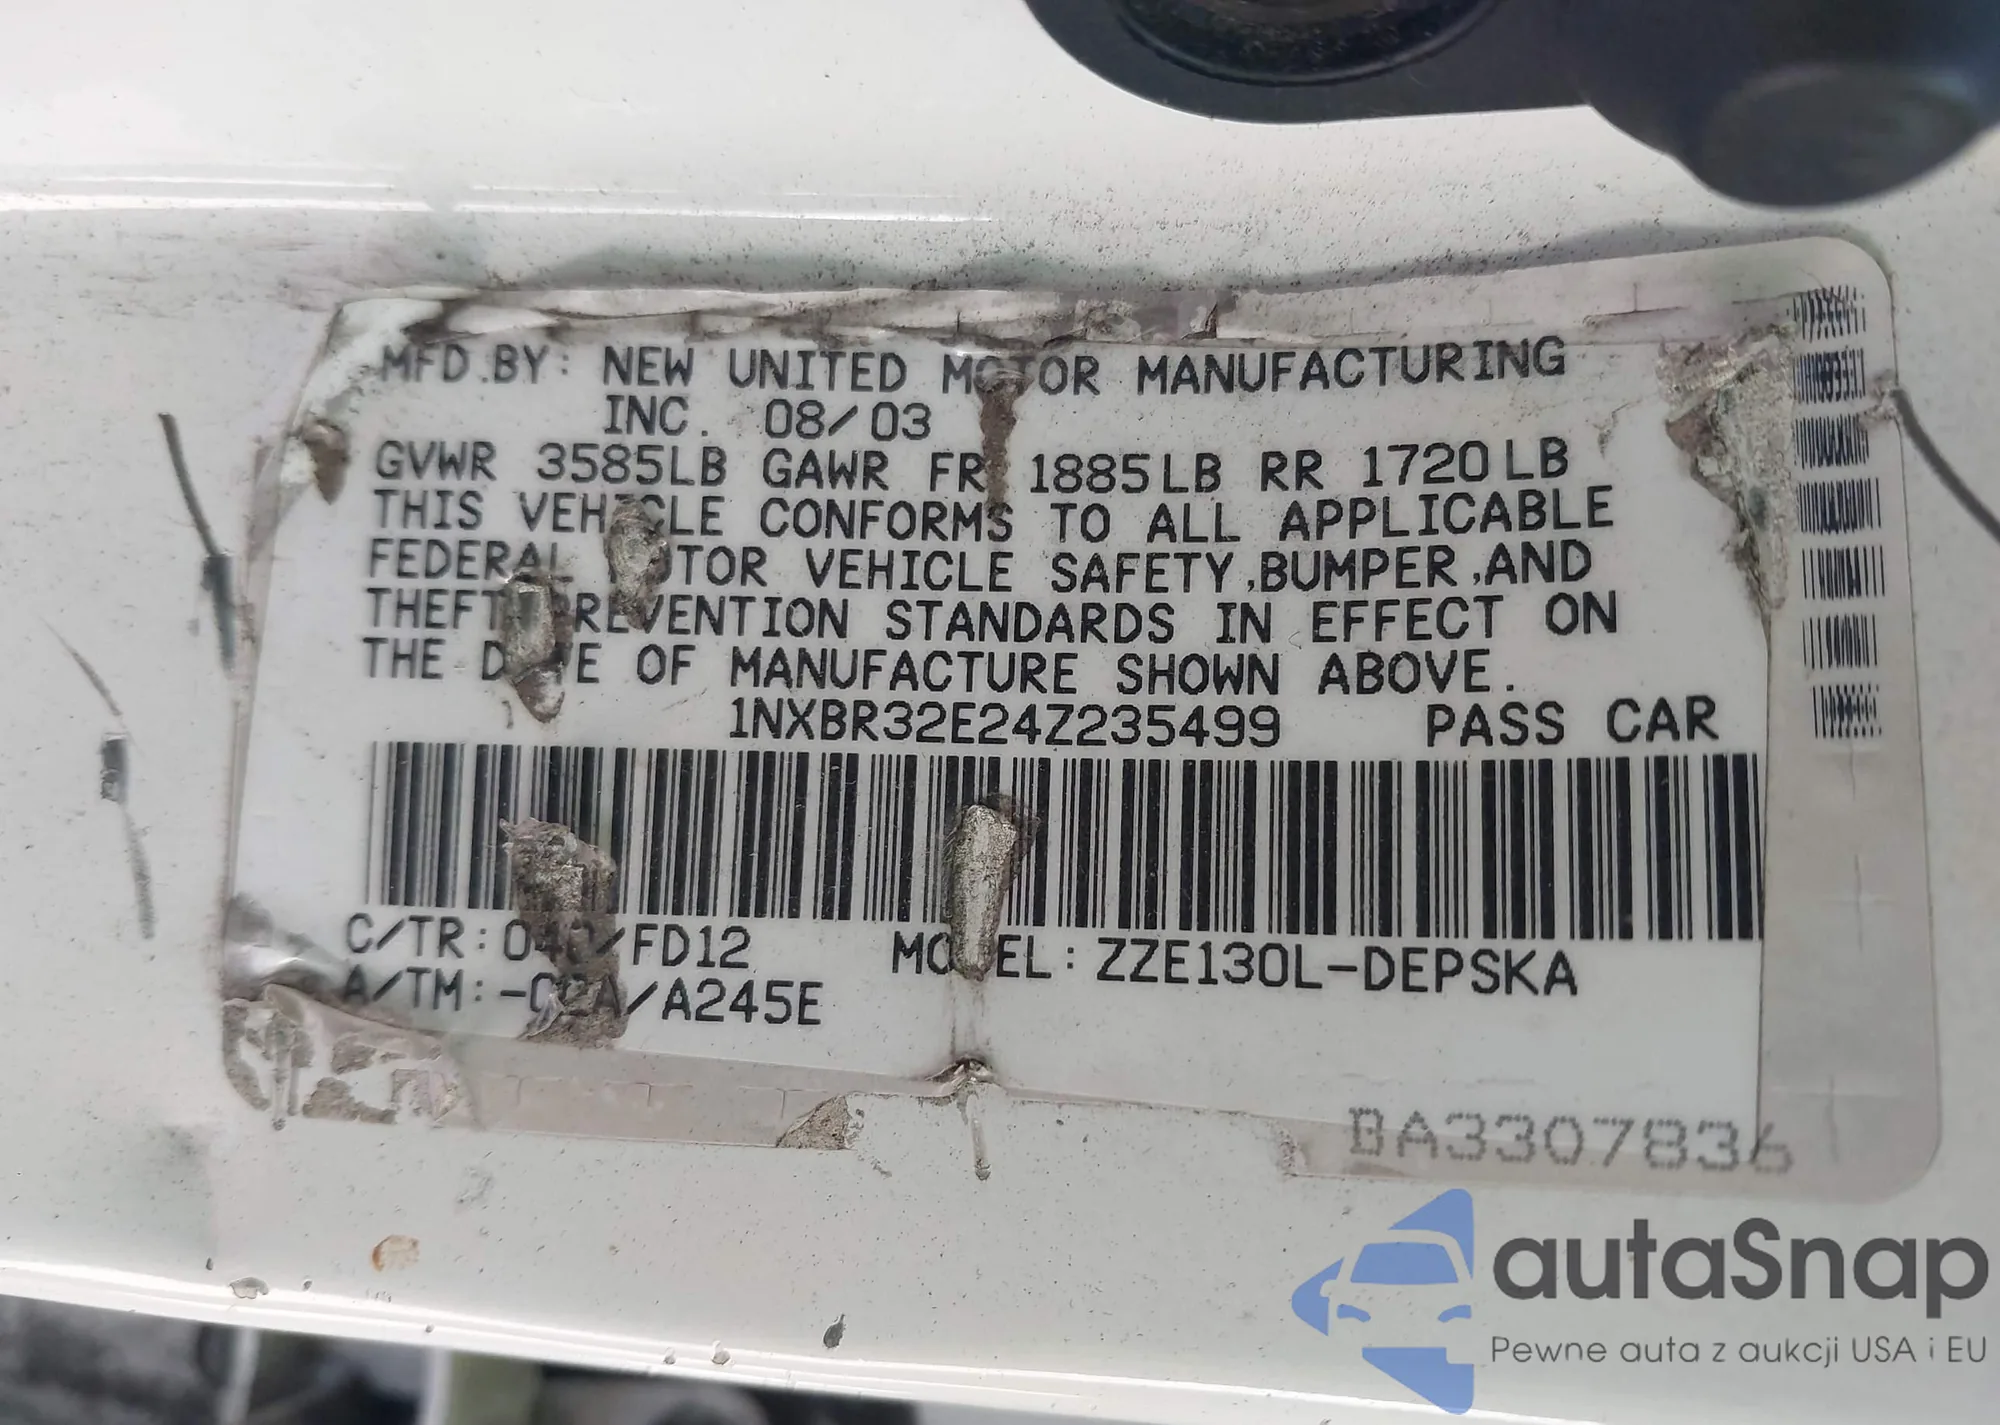 MFD.BY: NEW UNITED MOTOR MANUFACTURING
INC. 08/03
GVWR 3585LB GAWR FR 1885LB RR 1720LB
THIS VEHICLE CONFORMS TO ALL APPLICABLE
FEDERAL MOTOR VEHICLE SAFETY,BUMPER,AND
THEFT PREVENTION STANDARDS IN EFFECT ON
THE DATE OF MANUFACTURE SHOWN ABOVE.
1NXBR32E24Z235499 PASS CAR
C/TR: 040/FD12 MODEL: ZZE130L-DEPSKA
A/TM: /A245E
BA3307836
autaSnap
Pewne auta z aukcji USA i EU